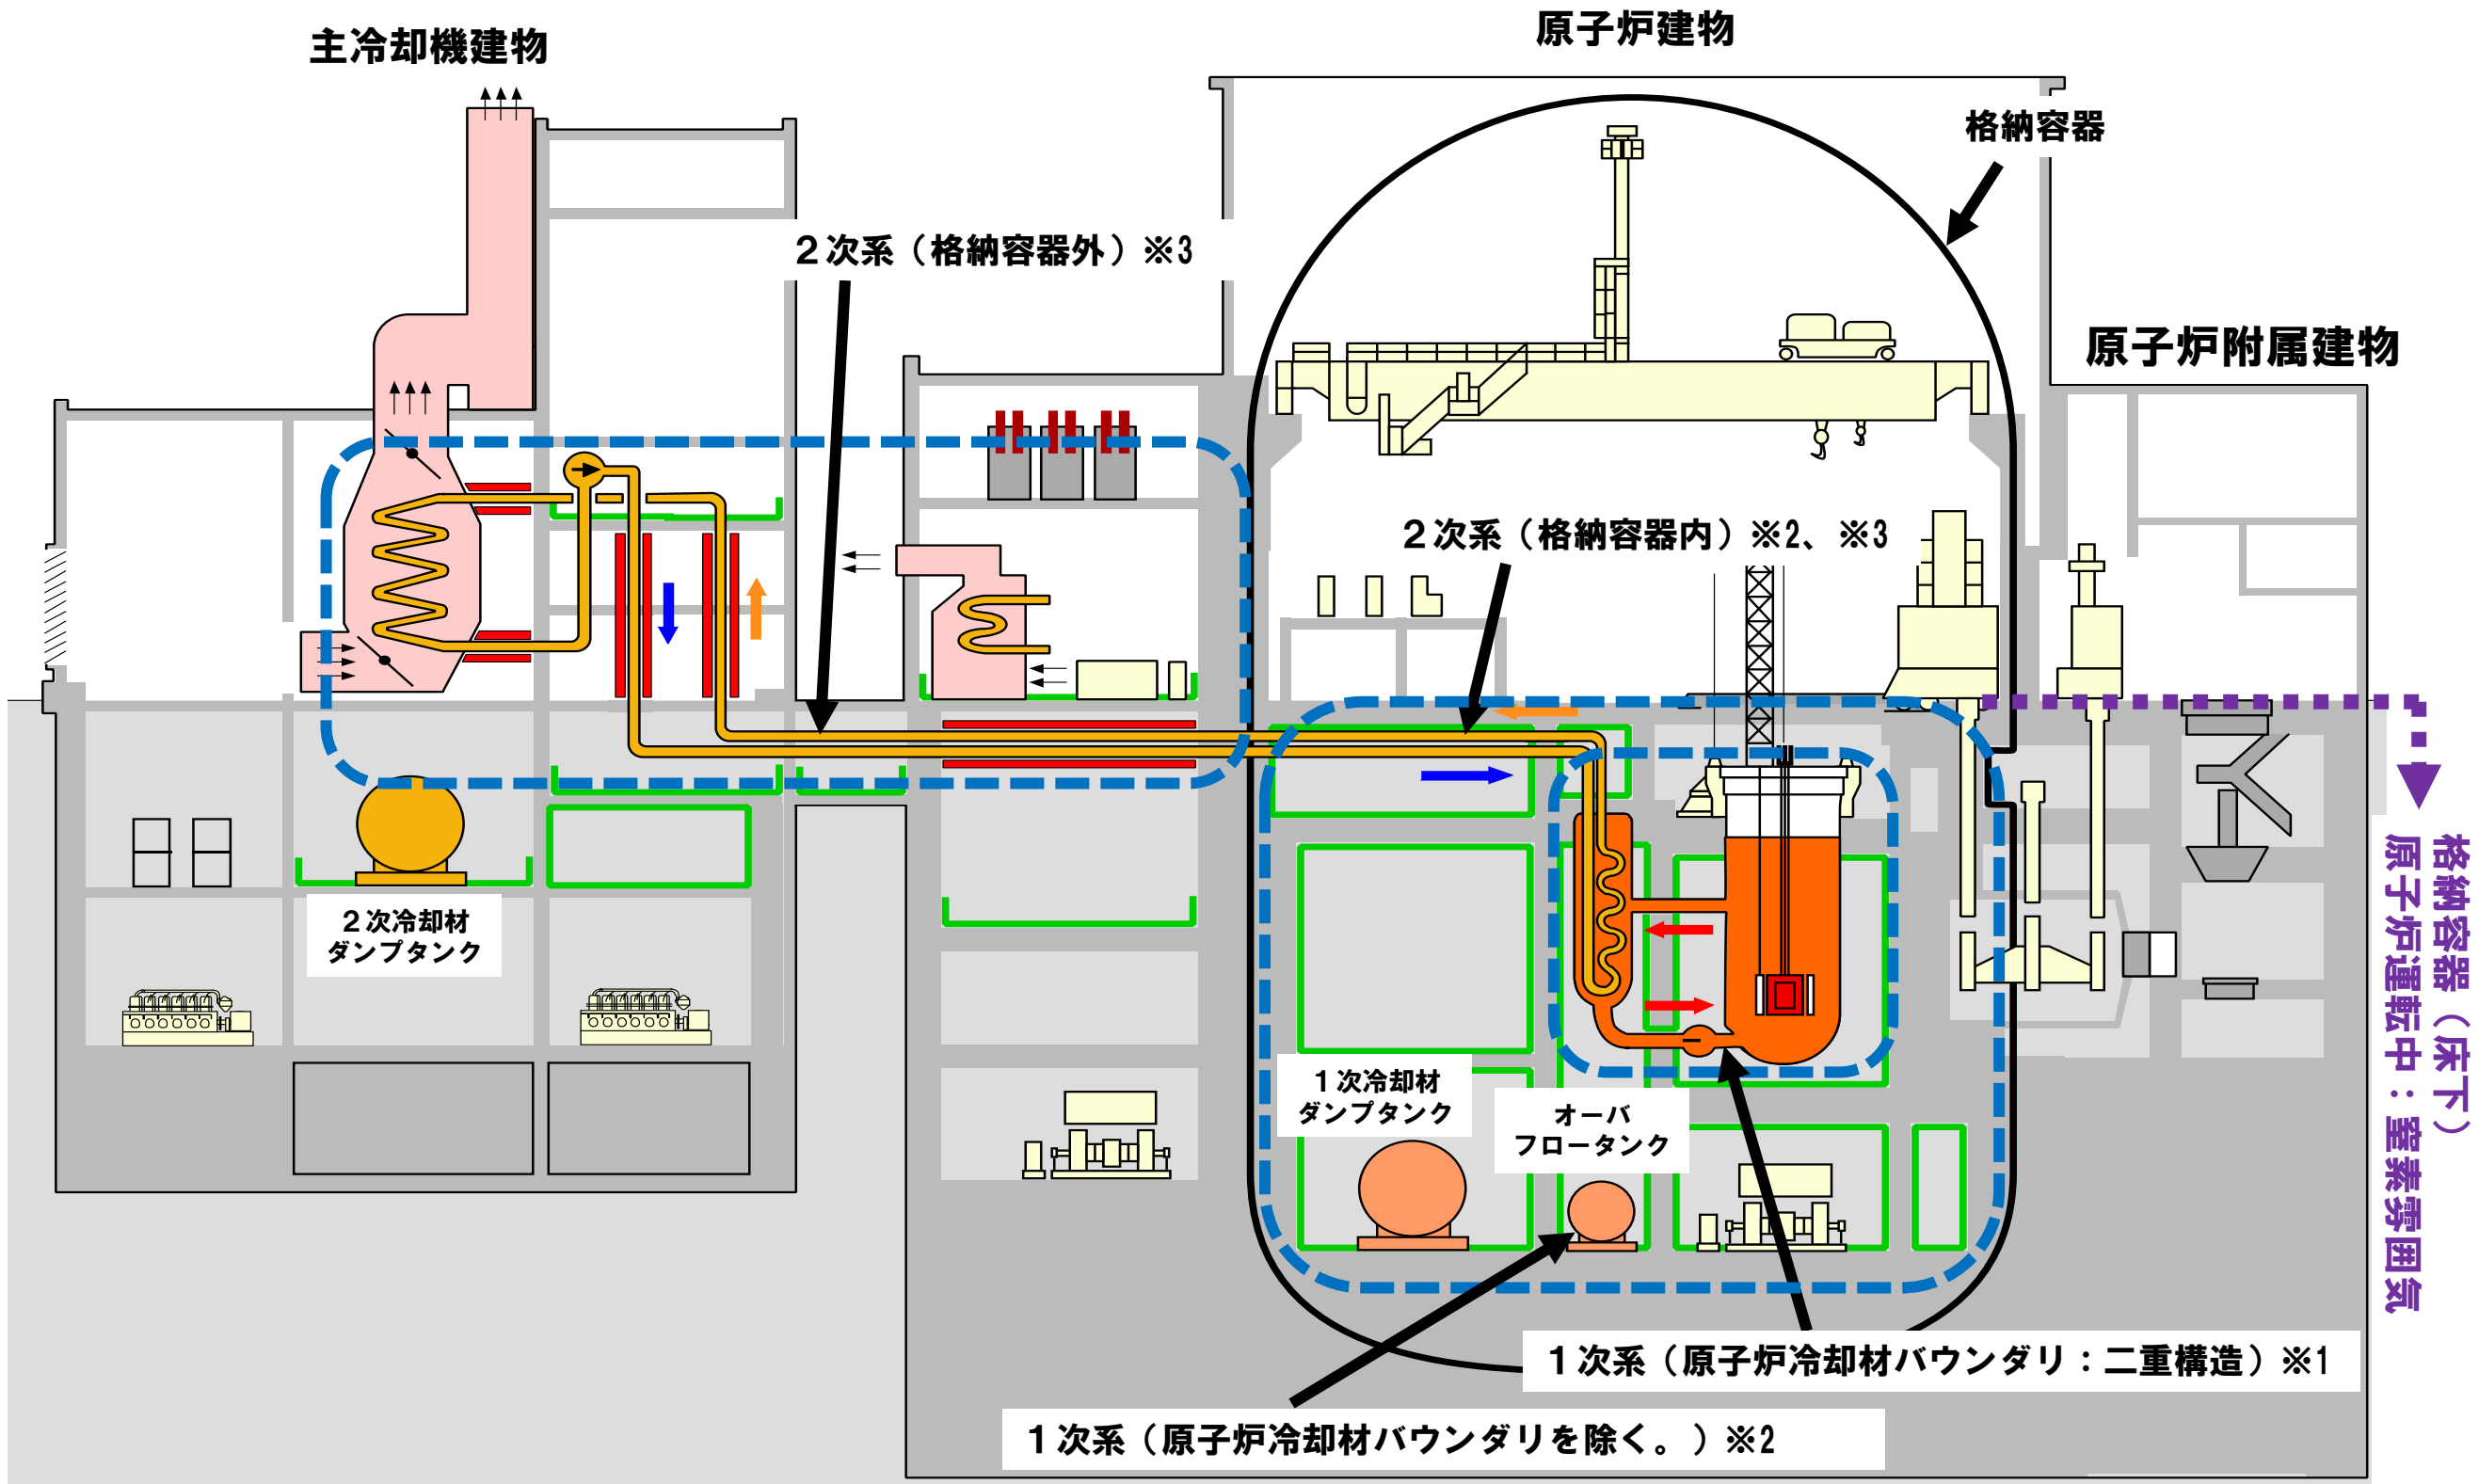 主冷却機建物
原子炉建物
格納容器
２次系（格納容器外）※3
原子炉附属建物
２次系（格納容器内）※2、※3
２次冷却材
ダンプタンク
１次冷却材
ダンプタンク
オーバ
フロータンク
格納容器（床下）
原子炉運転中：窒素雰囲気
１次系（原子炉冷却材バウンダリ：二重構造）※1
１次系（原子炉冷却材バウンダリを除く。）※2